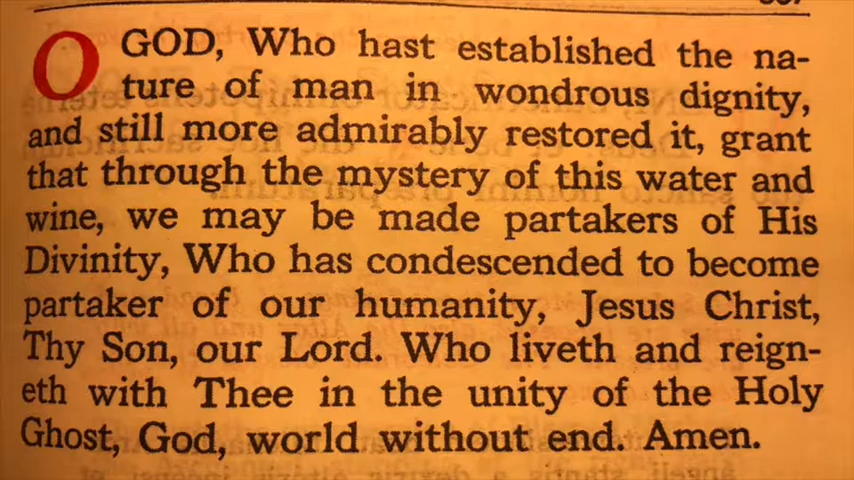 O GOD, Who hast established the na-
ture of man in wondrous dignity,
and still more admirably restored it, grant
that through the mystery of this water and
wine, we may be made partakers of His
Divinity, Who has condescended to become
partaker of our humanity, Jesus Christ,
Thy Son, our Lord. Who liveth and reign-
eth with Thee in the unity of the Holy
Ghost, God, world without end. Amen.